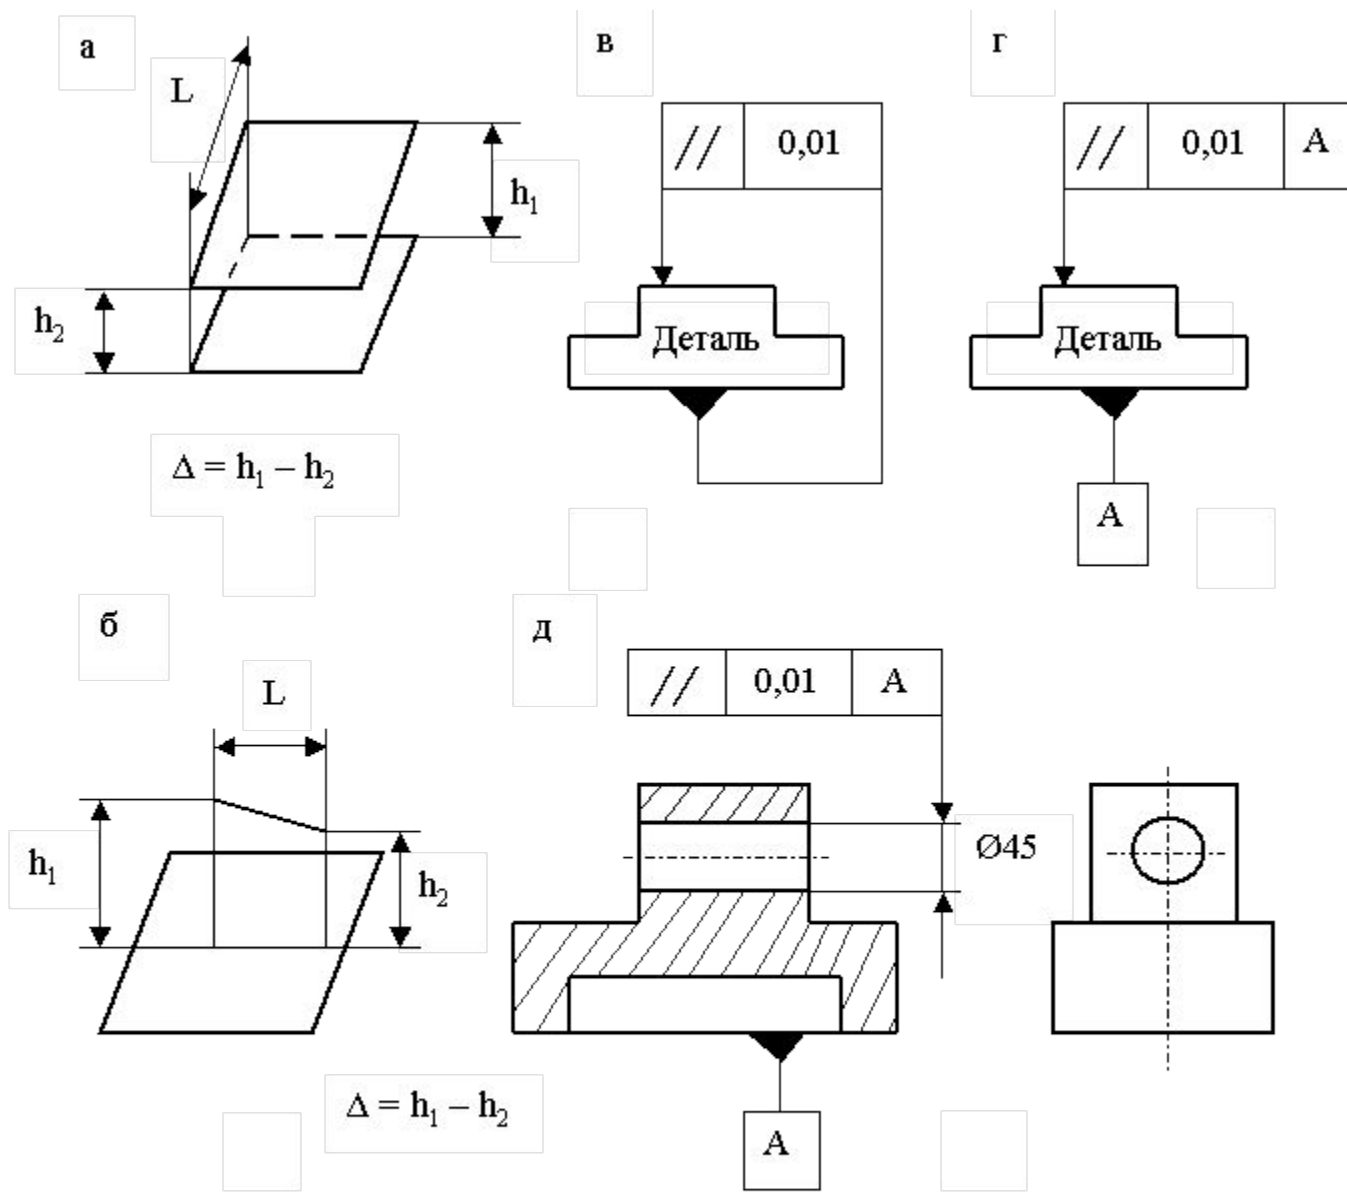 а
L
h₁
h₂
Δ = h₁ – h₂
в
// 0,01
Деталь
г
// 0,01 А
Деталь
А
б
L
h₁
h₂
Δ = h₁ – h₂
д
// 0,01 А
Ø45
А